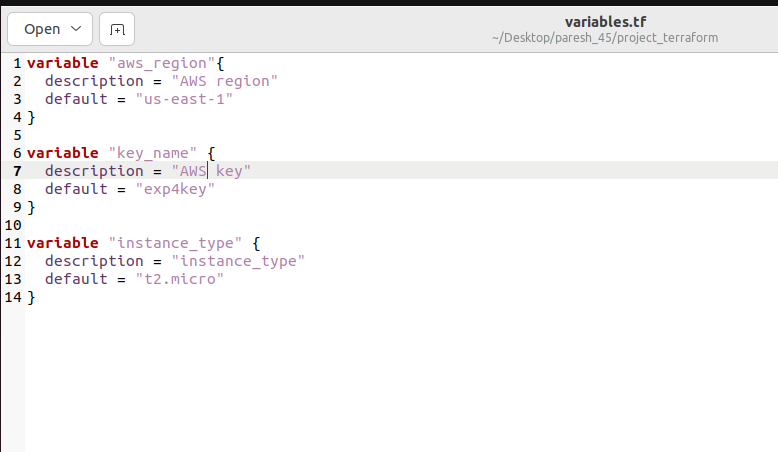 Open
variables.tf
~/Desktop/paresh_45/project_terraform
1 variable "aws_region"{
2   description = "AWS region"
3   default = "us-east-1"
4 }
5
6 variable "key_name" {
7   description = "AWS key"
8   default = "exp4key"
9 }
10
11 variable "instance_type" {
12   description = "instance_type"
13   default = "t2.micro"
14 }